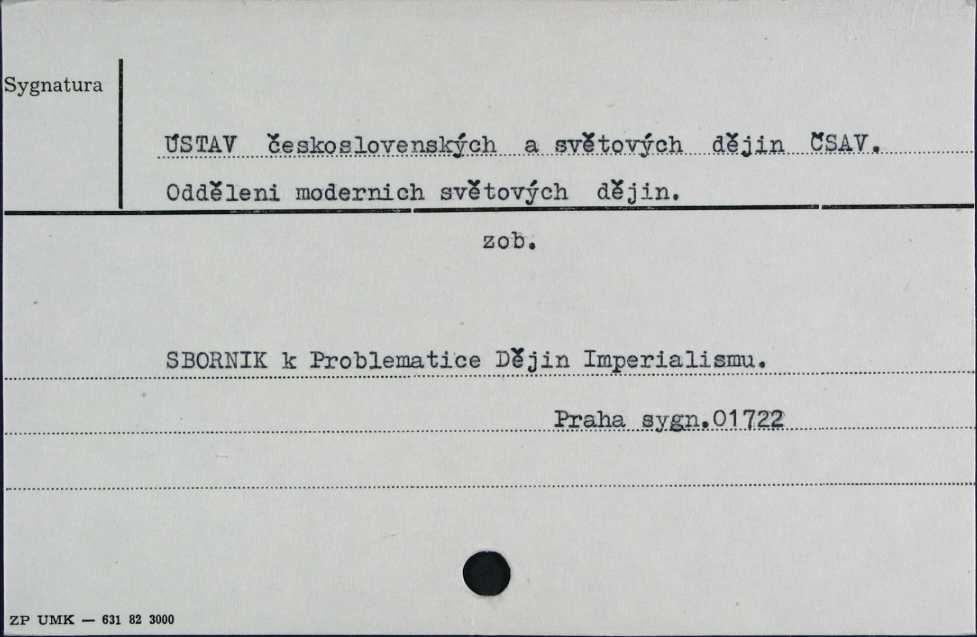 Sygnatura
ÚSTAV československých a světových dějin ČSAV.
Odděleni modernich světových dějin.
zob.
SBORNIK k Problematice Dějin Imperialismu.
Praha sygn.01722
ZP UMK — 631 82 3000